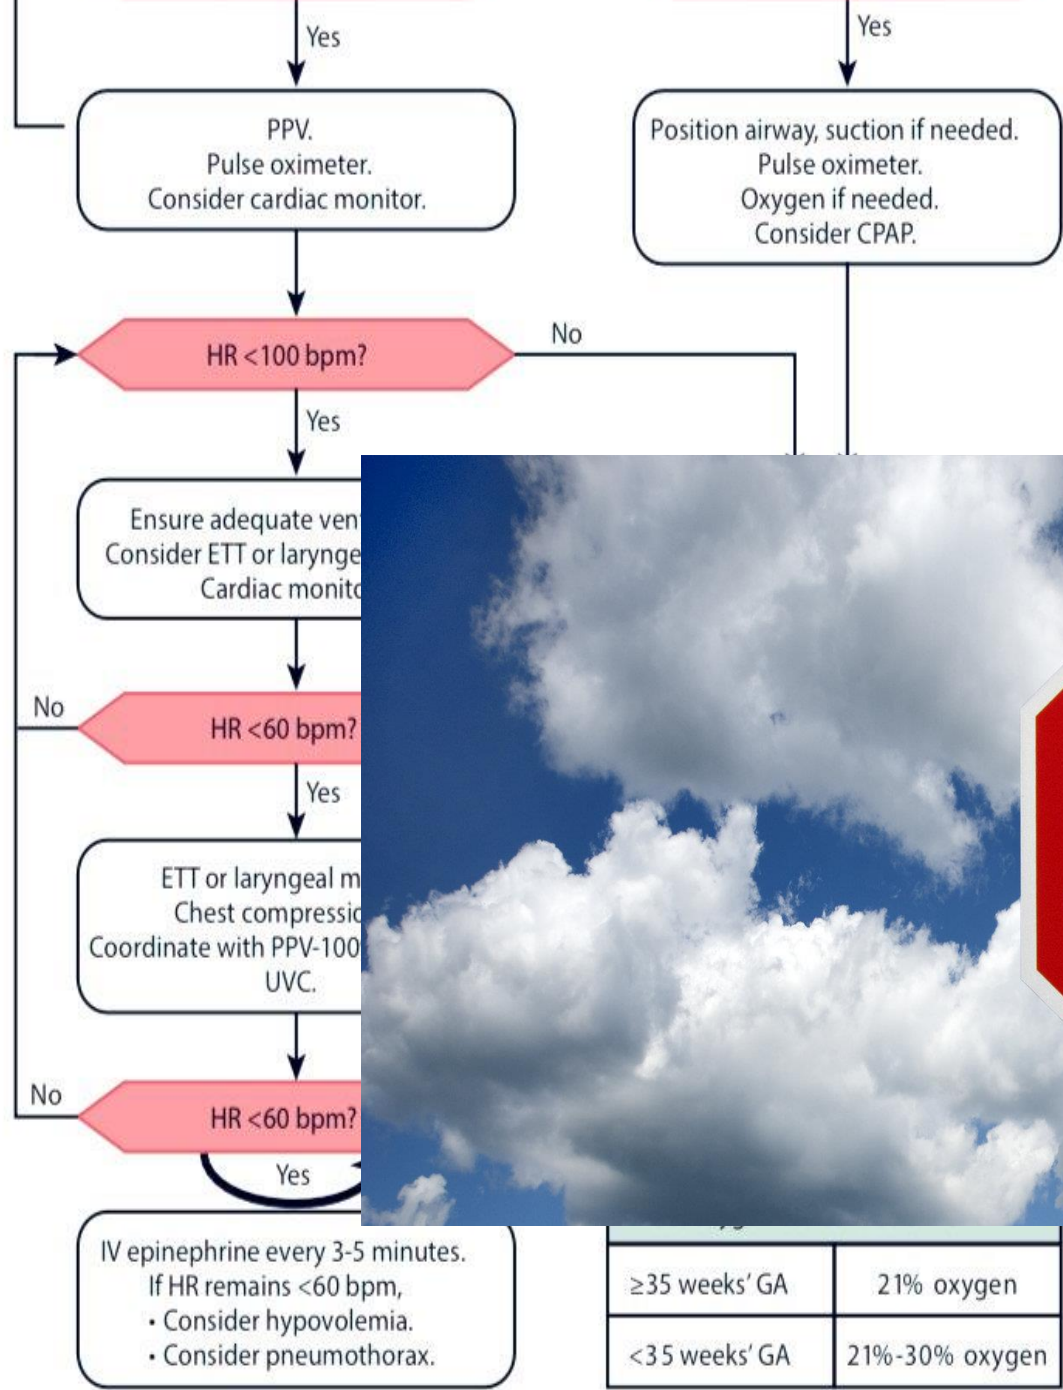 Yes
Yes
PPV.
Pulse oximeter.
Consider cardiac monitor.
Position airway, suction if needed.
Pulse oximeter.
Oxygen if needed.
Consider CPAP.
HR <100 bpm?
No
Yes
Ensure adequate
Consider ETT or
Cardiac
No
HR <60 bpm?
Yes
ETT or laryngeal
Chest
Coordinate with PPV-100
UVC.
No
HR <60 bpm?
Yes
IV epinephrine every 3-5 minutes.
If HR remains <60 bpm,
• Consider hypovolemia.
• Consider pneumothorax.
≥35 weeks' GA 21% oxygen
<35 weeks' GA 21%-30% oxygen